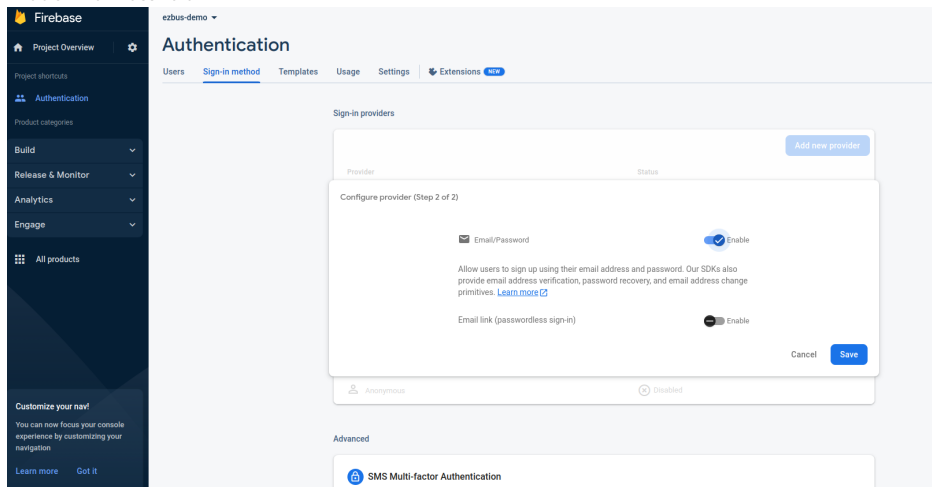 Firebase
Project Overview
Project shortcuts
Authentication
Product categories
Build
Release & Monitor
Analytics
Engage
All products
Customize your nav!
You can now focus your console
experience by customizing your
navigation
Learn more Got it
ezbus-demo
Authentication
Users Sign-in method Templates Usage Settings Extensions NEW
Sign-in providers
Add new provider
Provider Status
Configure provider (Step 2 of 2)
Email/Password Enable
Allow users to sign up using their email address and password. Our SDKs also
provide email address verification, password recovery, and email address change
primitives. Learn more
Email link (passwordless sign-in) Enable
Cancel Save
Anonymous Disabled
Advanced
SMS Multi-factor Authentication